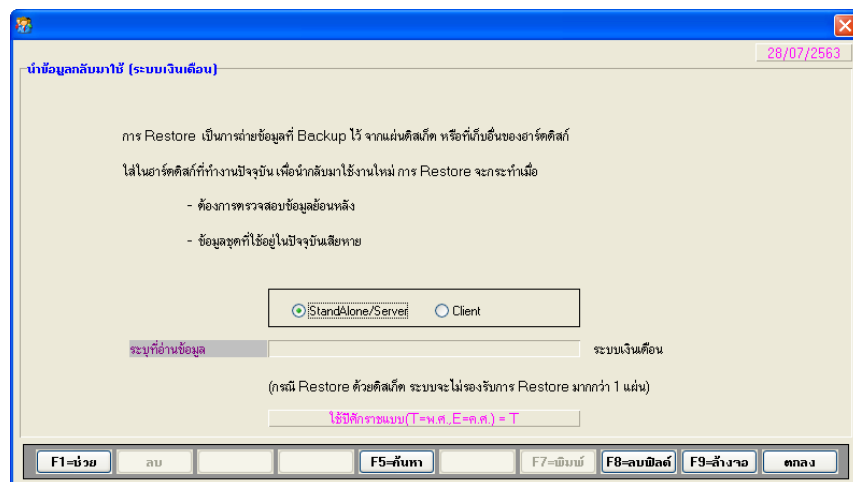 28/07/2563
นำข้อมูลกลับมาใช้ (ระบบเงินเดือน)
การ Restore เป็นการถ่ายข้อมูลที่ Backup ไว้ จากแผ่นดิสเก็ต หรือที่เก็บอื่นของฮาร์ดดิสก์
ใส่ในฮาร์ดดิสก์ที่ทำงานปัจจุบัน เพื่อนำกลับมาใช้งานใหม่ การ Restore จะกระทำเมื่อ
- ต้องการตรวจสอบข้อมูลย้อนหลัง
- ข้อมูลชุดที่ใช้อยู่ในปัจจุบันเสียหาย
StandAlone/Server Client
ระบุที่อ่านข้อมูล ระบบเงินเดือน
(กรณี Restore ด้วยดิสเก็ต ระบบจะไม่รองรับการ Restore มากกว่า 1 แผ่น)
ใช้ปีศักราชแบบ(T=พ.ศ.,E=ค.ศ.) = T
F1=ช่วย ลบ F5=ค้นหา F7=พิมพ์ F8=ลบฟิลด์ F9=ล้างจอ ตกลง